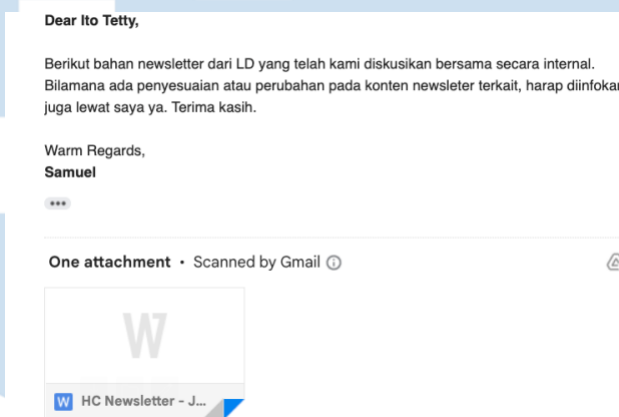 Dear Ito Tetty,
Berikut bahan newsletter dari LD yang telah kami diskusikan bersama secara internal.
Bilamana ada penyesuaian atau perubahan pada konten newsleter terkait, harap diinfokan
juga lewat saya ya. Terima kasih.
Warm Regards,
Samuel
One attachment • Scanned by Gmail
W
W HC Newsletter - J...